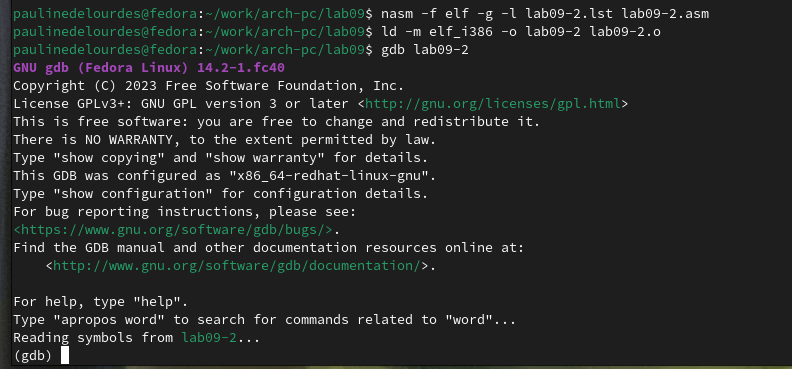 paulinedelourdes@fedora:~/work/arch-pc/lab09$ nasm -f elf -g -l lab09-2.lst lab09-2.asm
paulinedelourdes@fedora:~/work/arch-pc/lab09$ ld -m elf_i386 -o lab09-2 lab09-2.o
paulinedelourdes@fedora:~/work/arch-pc/lab09$ gdb lab09-2
GNU gdb (Fedora Linux) 14.2-1.fc40
Copyright (C) 2023 Free Software Foundation, Inc.
License GPLv3+: GNU GPL version 3 or later <http://gnu.org/licenses/gpl.html>
This is free software: you are free to change and redistribute it.
There is NO WARRANTY, to the extent permitted by law.
Type "show copying" and "show warranty" for details.
This GDB was configured as "x86_64-redhat-linux-gnu".
Type "show configuration" for configuration details.
For bug reporting instructions, please see:
<https://www.gnu.org/software/gdb/bugs/>.
Find the GDB manual and other documentation resources online at:
    <http://www.gnu.org/software/gdb/documentation/>.

For help, type "help".
Type "apropos word" to search for commands related to "word"...
Reading symbols from lab09-2...
(gdb)